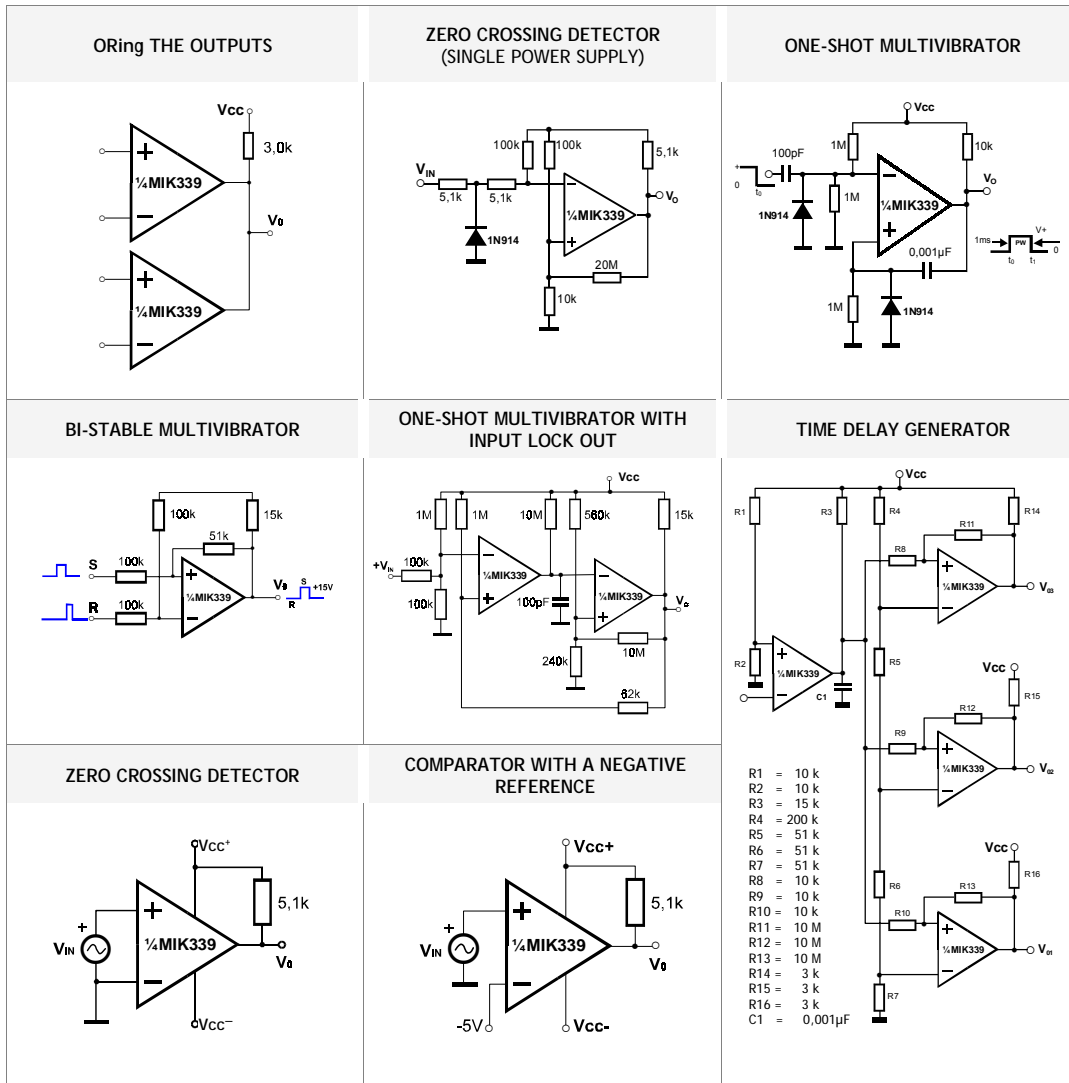 ORing THE OUTPUTS
Vcc
3,0k
+
¼MIK339
−
V0
+
¼MIK339
−
ZERO CROSSING DETECTOR
(SINGLE POWER SUPPLY)
100k
100k
5,1k
VIN
5,1k
5,1k
−
¼MIK339
+
VO
1N914
20M
10k
ONE-SHOT MULTIVIBRATOR
Vcc
1M
10k
100pF
+
0
t0
−
¼MIK339
+
VO
1N914
1M
0,001µF
1ms
PW
V+
0
t0
t1
1M
1N914
BI-STABLE MULTIVIBRATOR
100k
15k
51k
S
100k
+
¼MIK339
−
V0
S
+15V
R
R
100k
ONE-SHOT MULTIVIBRATOR WITH
INPUT LOCK OUT
Vcc
1M
1M
10M
560k
15k
+VIN
100k
−
¼MIK339
+
−
¼MIK339
+
100k
100pF
V0
240k
10M
62k
TIME DELAY GENERATOR
Vcc
R1
R3
R4
R11
R14
R8
+
¼MIK339
−
V03
R2
+
¼MIK339
−
C1
R5
Vcc
R15
R12
R9
+
¼MIK339
−
V02
Vcc
R6
R13
R16
R10
+
¼MIK339
−
V01
R7
R1 = 10 k
R2 = 10 k
R3 = 15 k
R4 = 200 k
R5 = 51 k
R6 = 51 k
R7 = 51 k
R8 = 10 k
R9 = 10 k
R10 = 10 k
R11 = 10 M
R12 = 10 M
R13 = 10 M
R14 = 3 k
R15 = 3 k
R16 = 3 k
C1 = 0,001µF
ZERO CROSSING DETECTOR
Vcc+
5,1k
+
VIN
+
¼MIK339
−
V0
Vcc−
COMPARATOR WITH A NEGATIVE
REFERENCE
Vcc+
5,1k
+
VIN
+
¼MIK339
−
V0
-5V
Vcc-